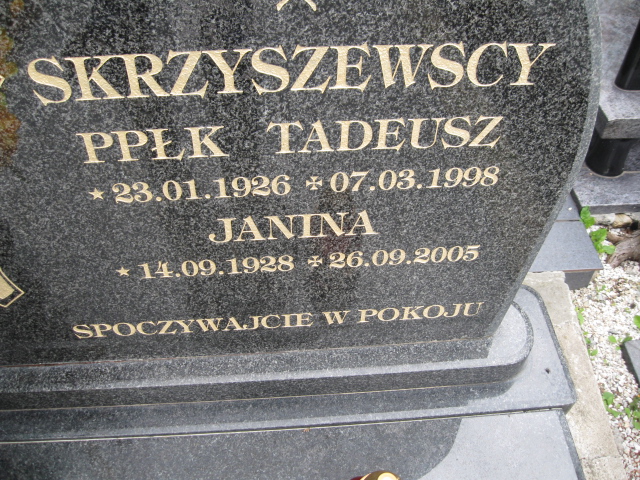 SKRZYSZEWSCY
PPŁK TADEUSZ
★ 23.01.1926 ✠ 07.03.1998
JANINA
★ 14.09.1928 ✠ 26.09.2005
SPOCZYWAJCIE W POKOJU